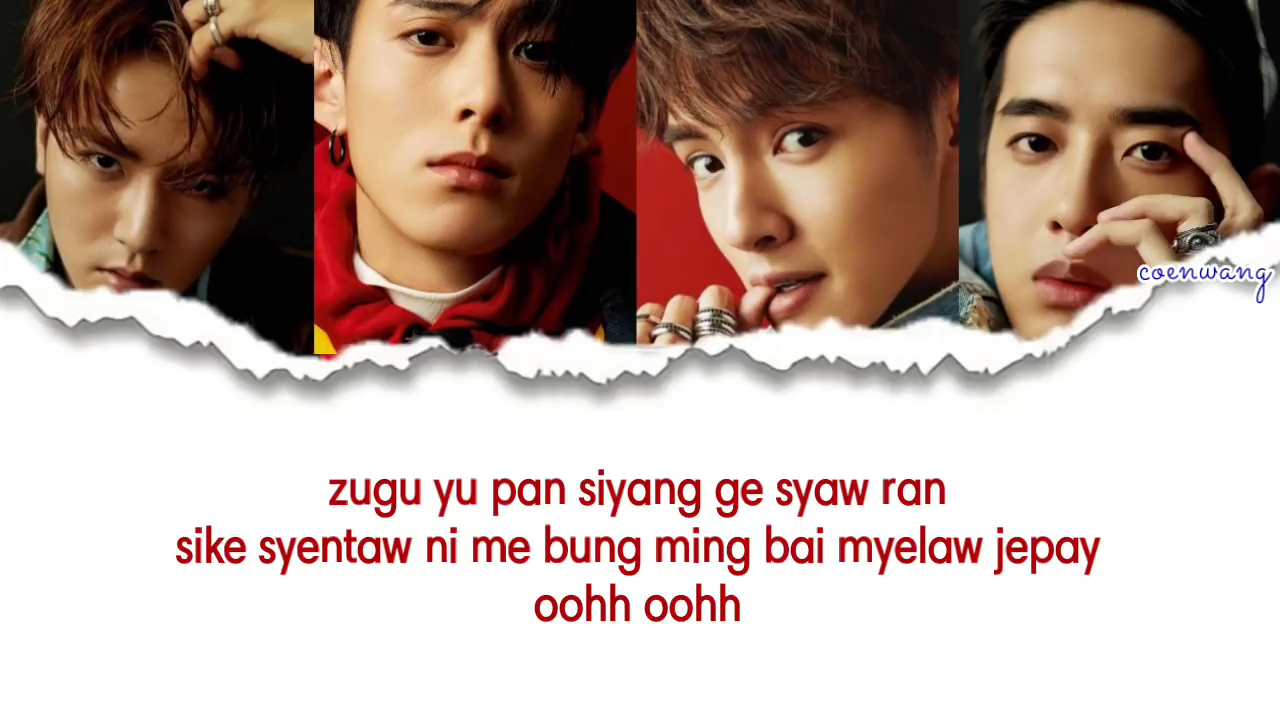 coenwang
zugu yu pan siyang ge syaw ran
sike syentaw ni me bung ming bai myelaw jepay
oohh oohh